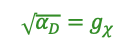 √α_D = g_χ